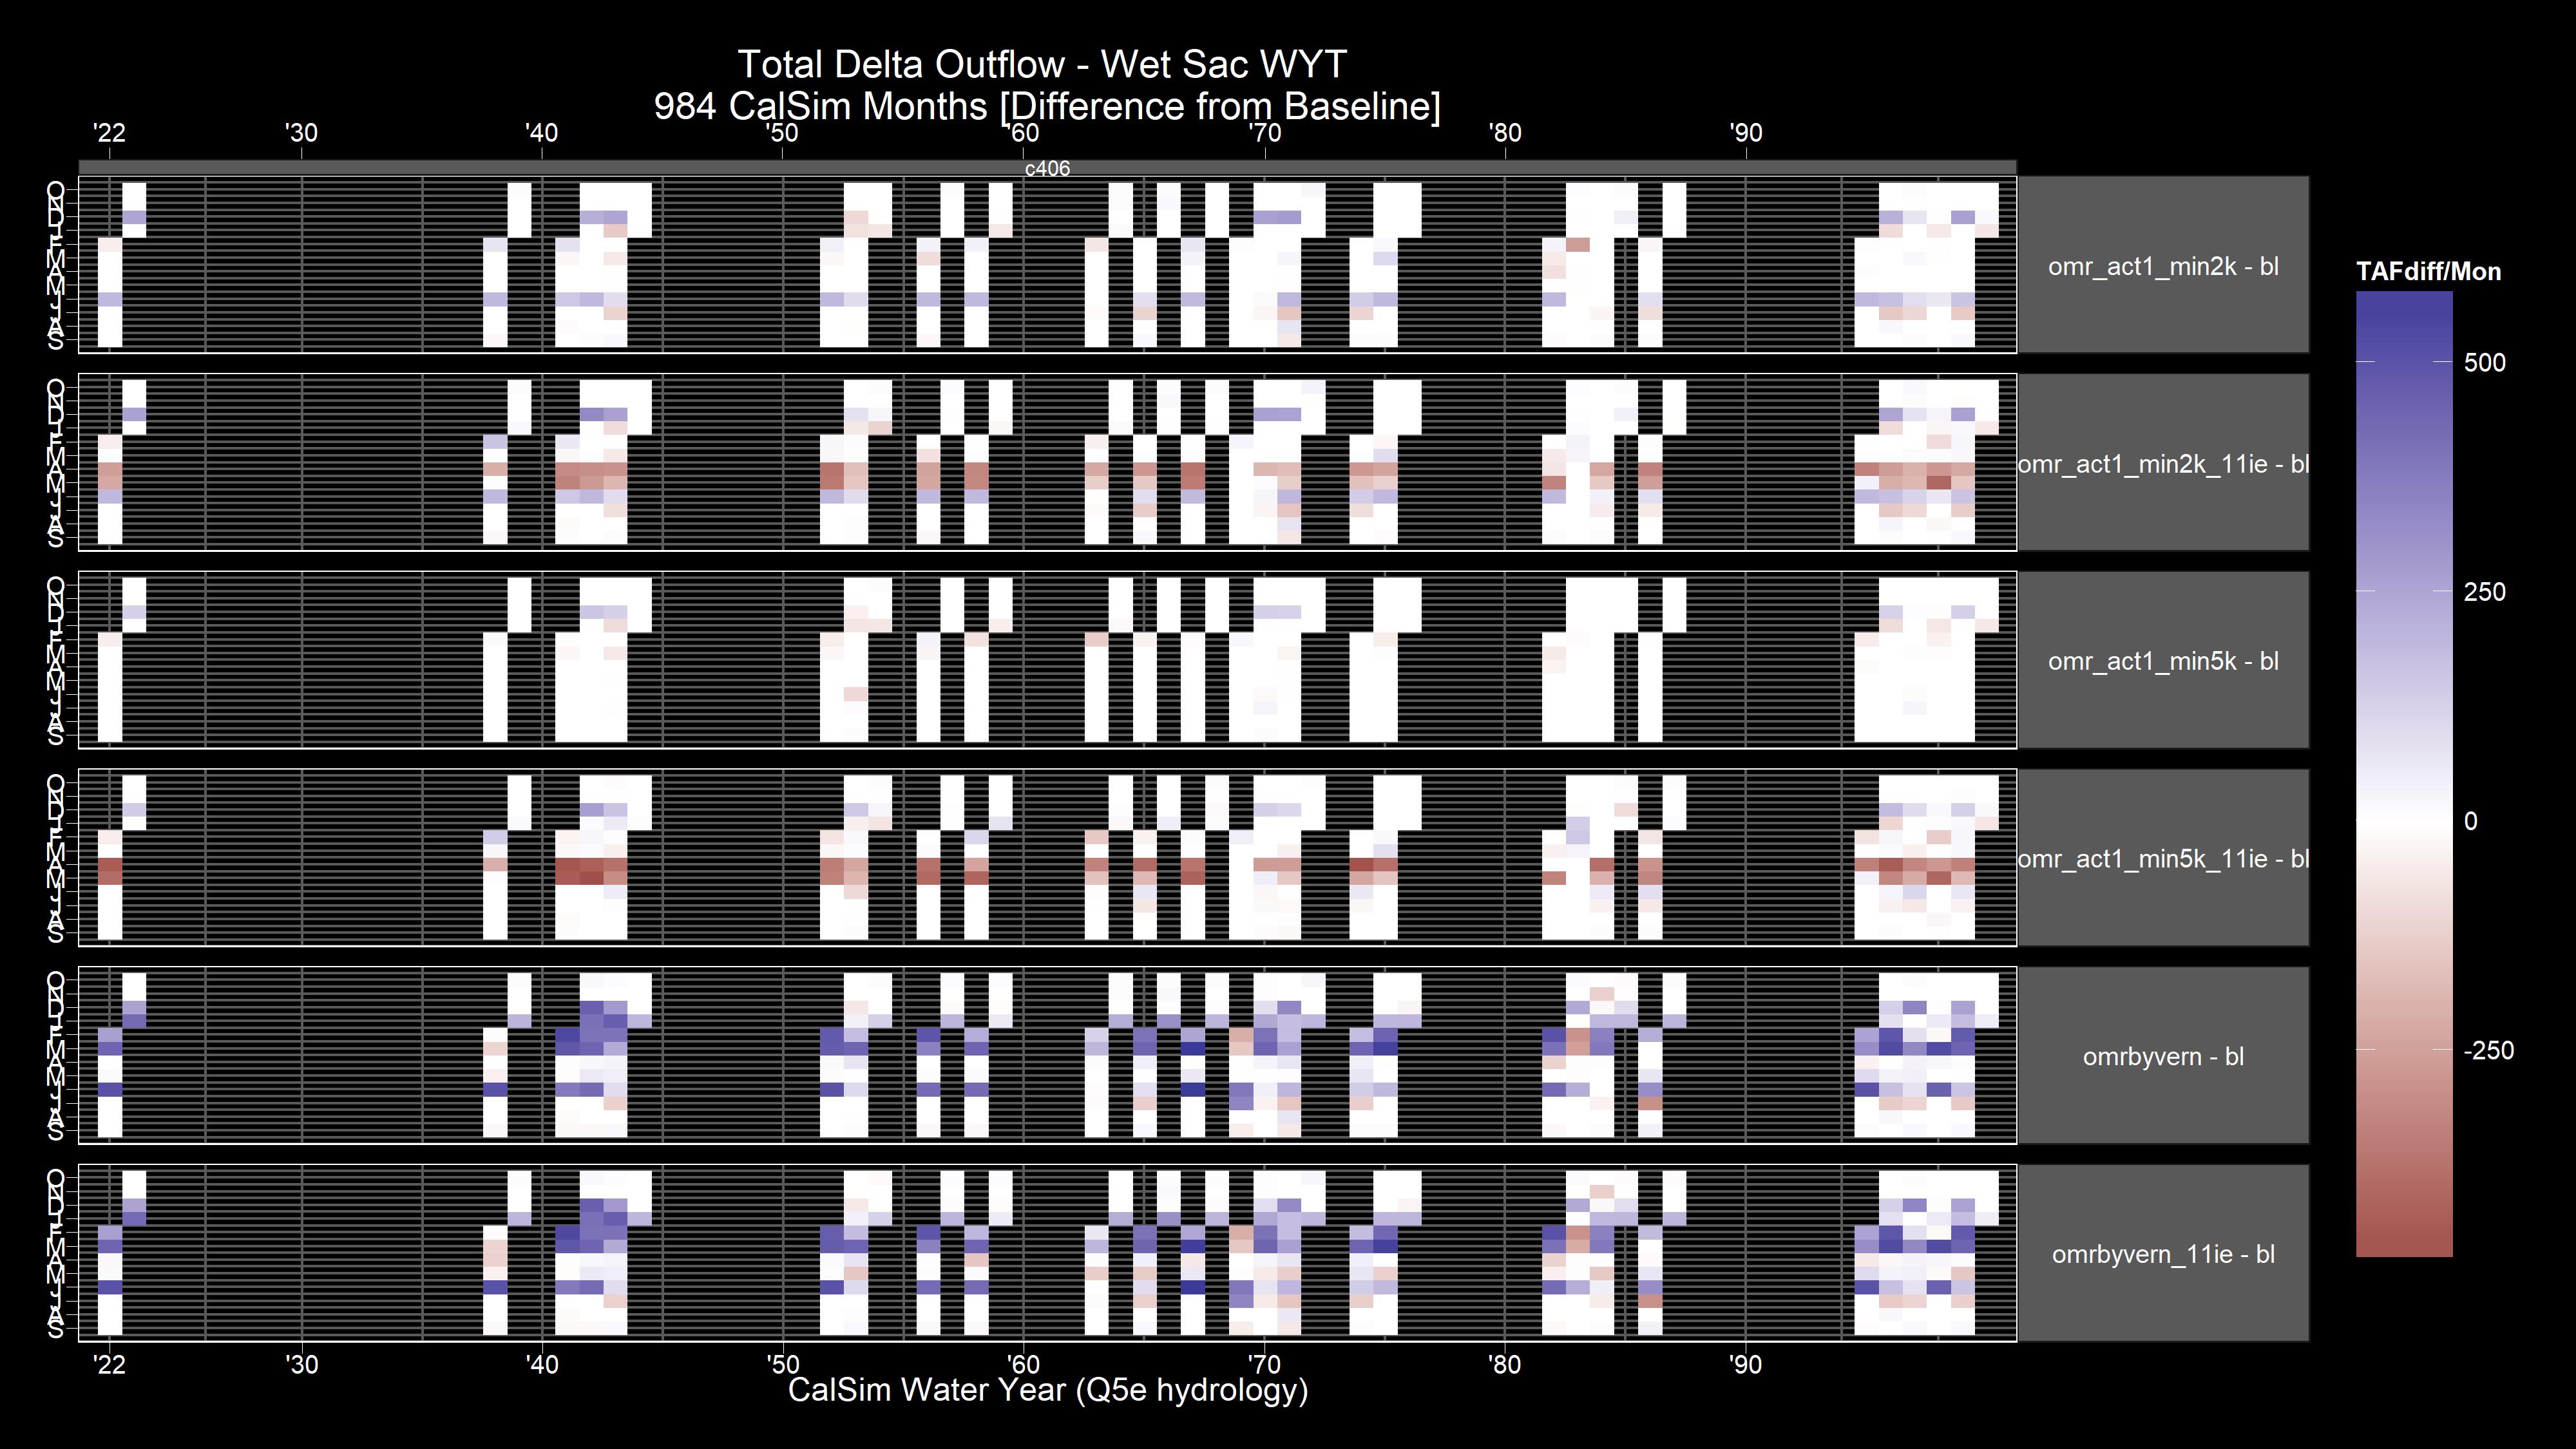 Total Delta Outflow - Wet Sac WYT
984 CalSim Months [Difference from Baseline]
'22 '30 '40 '50 '60 '70 '80 '90
c406
O
N
D
J
F
M
A
M
J
J
A
S
omr_act1_min2k - bl
O
N
D
J
F
M
A
M
J
J
A
S
omr_act1_min2k_11ie - bl
O
N
D
J
F
M
A
M
J
J
A
S
omr_act1_min5k - bl
O
N
D
J
F
M
A
M
J
J
A
S
omr_act1_min5k_11ie - bl
O
N
D
J
F
M
A
M
J
J
A
S
omrbyvern - bl
O
N
D
J
F
M
A
M
J
J
A
S
omrbyvern_11ie - bl
'22 '30 '40 '50 '60 '70 '80 '90
CalSim Water Year (Q5e hydrology)
TAFdiff/Mon
500
250
0
-250